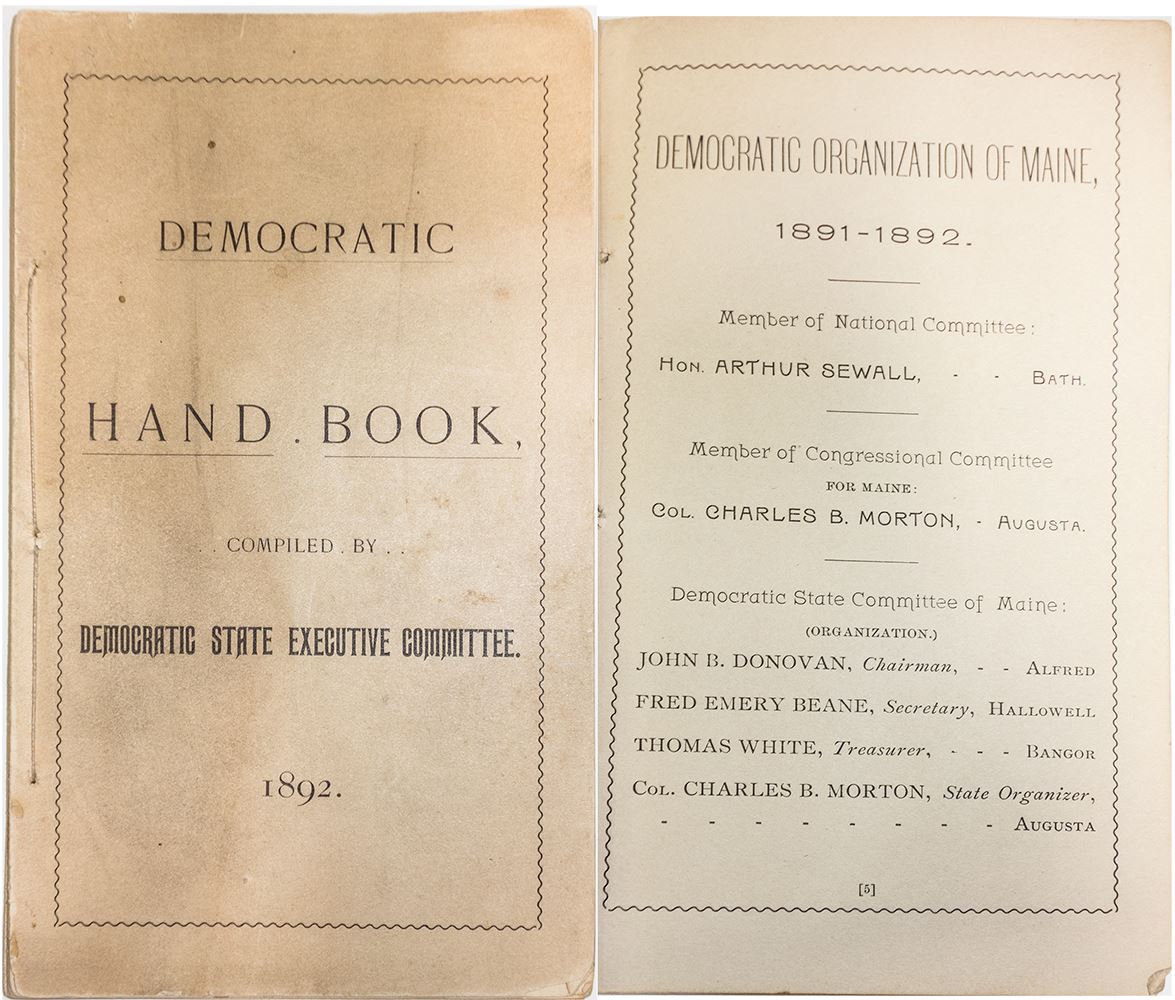 DEMOCRATIC
HAND . BOOK,
. . COMPILED . BY . .
DEMOCRATIC STATE EXECUTIVE COMMITTEE.
1892.
DEMOCRATIC ORGANIZATION OF MAINE,
1891-1892.
Member of National Committee:
HON. ARTHUR SEWALL, - - BATH.
Member of Congressional Committee
FOR MAINE:
COL. CHARLES B. MORTON, - AUGUSTA.
Democratic State Committee of Maine:
(ORGANIZATION.)
JOHN B. DONOVAN, Chairman, - - ALFRED
FRED EMERY BEANE, Secretary, HALLOWELL
THOMAS WHITE, Treasurer, - - - BANGOR
COL. CHARLES B. MORTON, State Organizer,
- - - - - - - - AUGUSTA
[5]